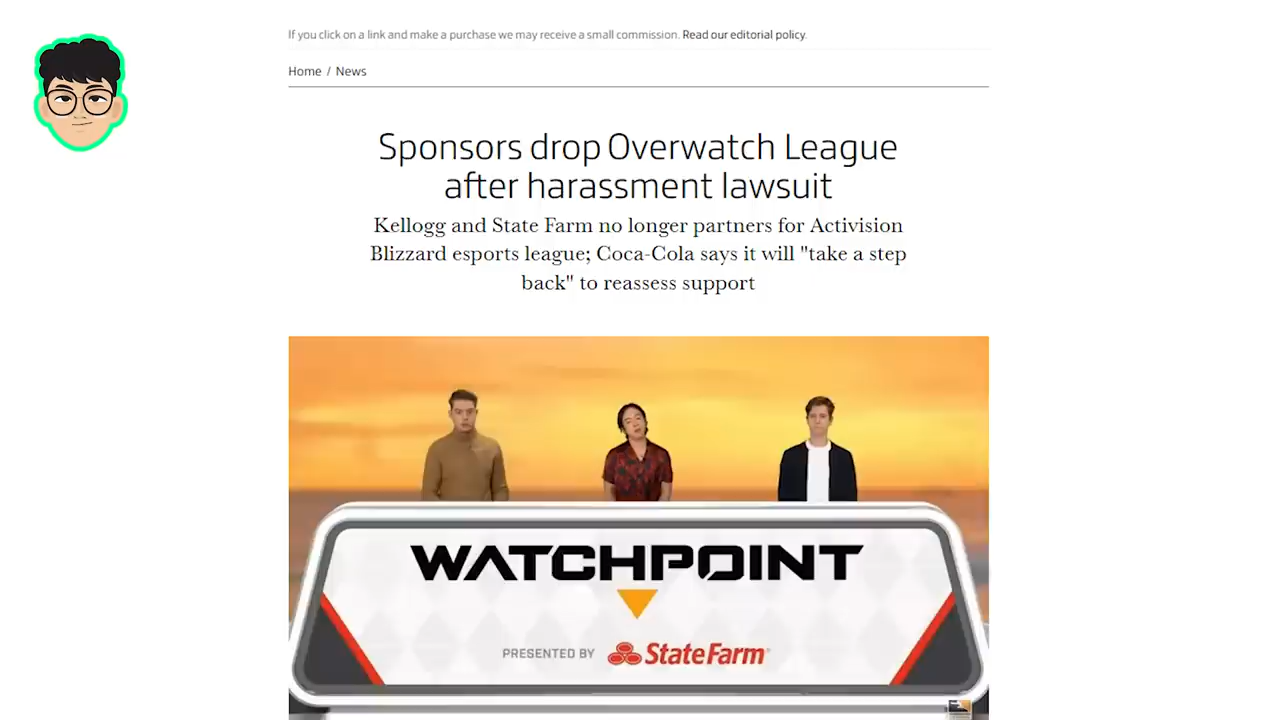 If you click on a link and make a purchase we may receive a small commission. Read our editorial policy.
Home / News
Sponsors drop Overwatch League
after harassment lawsuit
Kellogg and State Farm no longer partners for Activision
Blizzard esports league; Coca-Cola says it will "take a step
back" to reassess support
WATCHPOINT
PRESENTED BY StateFarm